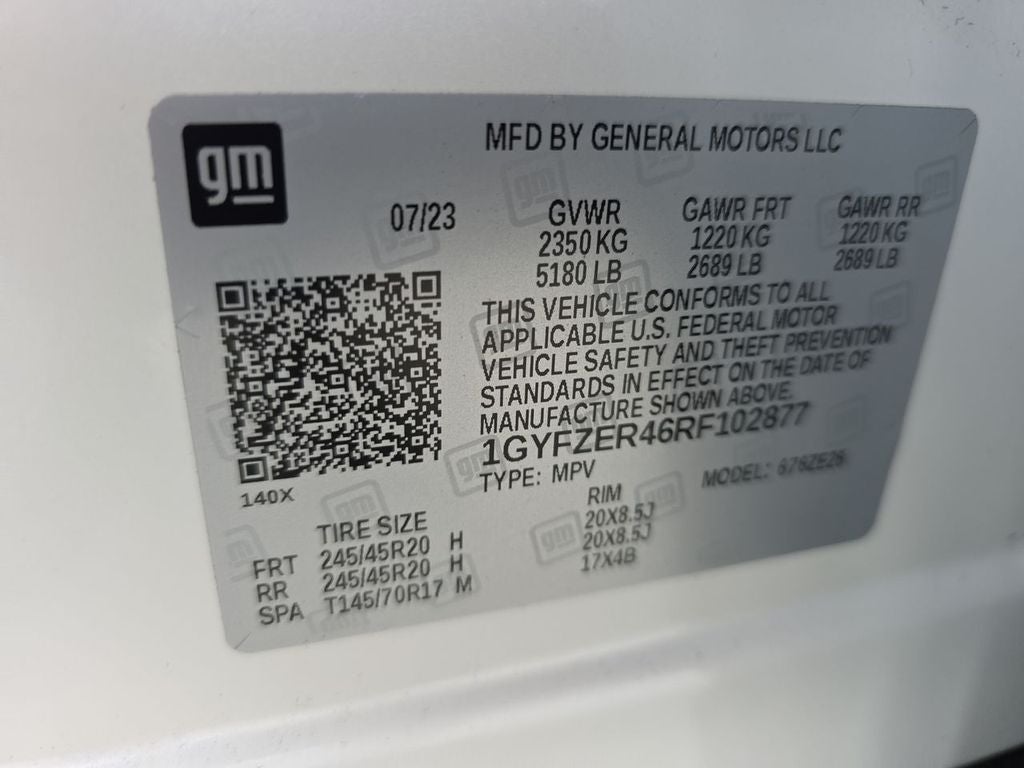 gm
MFD BY GENERAL MOTORS LLC
07/23 GVWR GAWR FRT GAWR RR
2350 KG 1220 KG 1220 KG
5180 LB 2689 LB 2689 LB
THIS VEHICLE CONFORMS TO ALL
APPLICABLE U.S. FEDERAL MOTOR
VEHICLE SAFETY AND THEFT PREVENTION
STANDARDS IN EFFECT ON THE DATE OF
MANUFACTURE SHOWN ABOVE.
1GYFZER46RF102877
TYPE: MPV MODEL:
140X
TIRE SIZE RIM
FRT 245/45R20 H 20X8.5J
RR 245/45R20 H 20X8.5J
SPA T145/70R17 M 17X4B